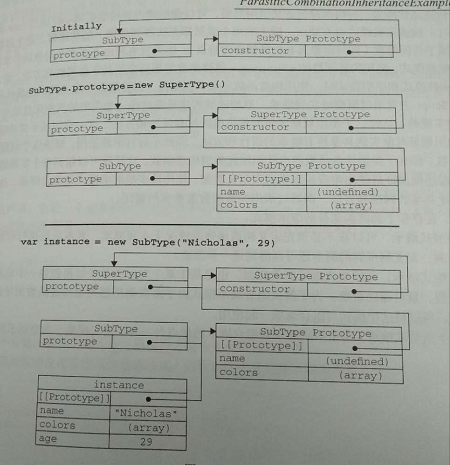 ParasiticCombinationInheritanceExample
Initially
SubType
prototype
SubType Prototype
constructor
SubType.prototype=new SuperType()
SuperType
prototype
SuperType Prototype
constructor
SubType
prototype
SubType Prototype
[[Prototype]]
name (undefined)
colors (array)
var instance = new SubType("Nicholas", 29)
SuperType
prototype
SuperType Prototype
constructor
SubType
prototype
SubType Prototype
[[Prototype]]
name (undefined)
colors (array)
instance
[[Prototype]]
name "Nicholas"
colors (array)
age 29